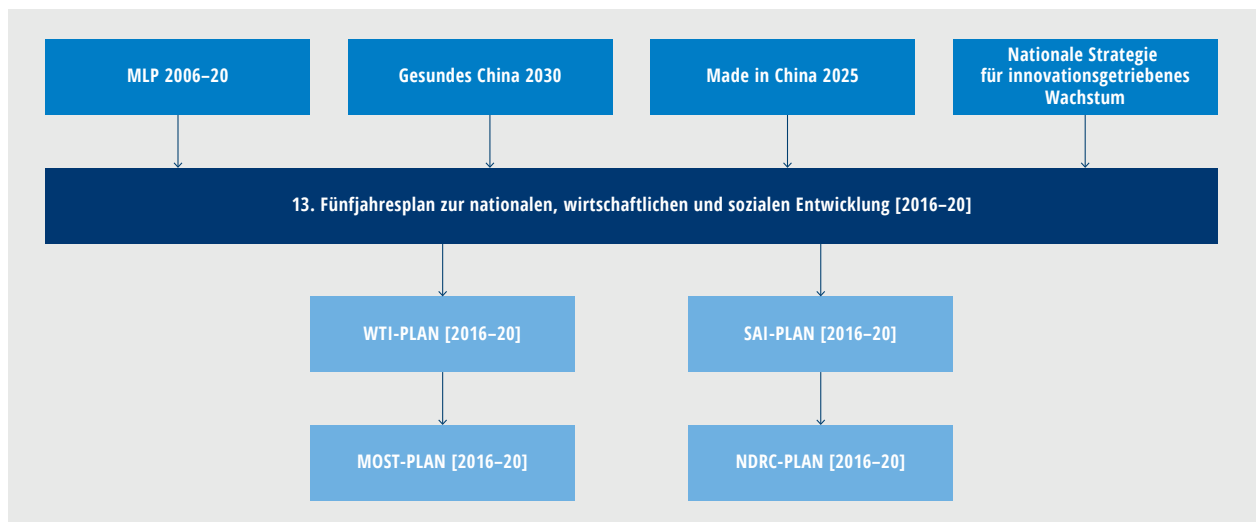 MLP 2006–20
Gesundes China 2030
Made in China 2025
Nationale Strategie
für innovationsgetriebenes
Wachstum
13. Fünfjahresplan zur nationalen, wirtschaftlichen und sozialen Entwicklung [2016–20]
WTI-PLAN [2016–20]
SAI-PLAN [2016–20]
MOST-PLAN [2016–20]
NDRC-PLAN [2016–20]